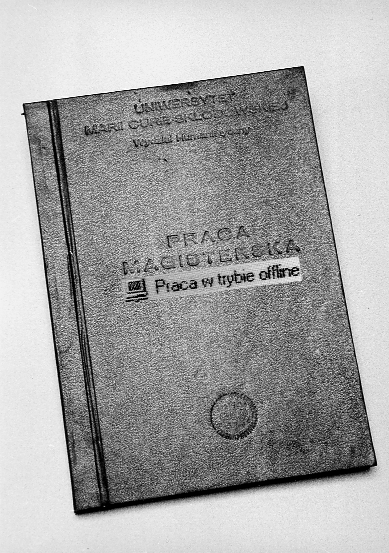 UNIWERSYTET
MARII CURIE-SKŁODOWSKIEJ
Wydział Humanistyczny
PRACA
MAGISTERSKA
Praca w trybie offline